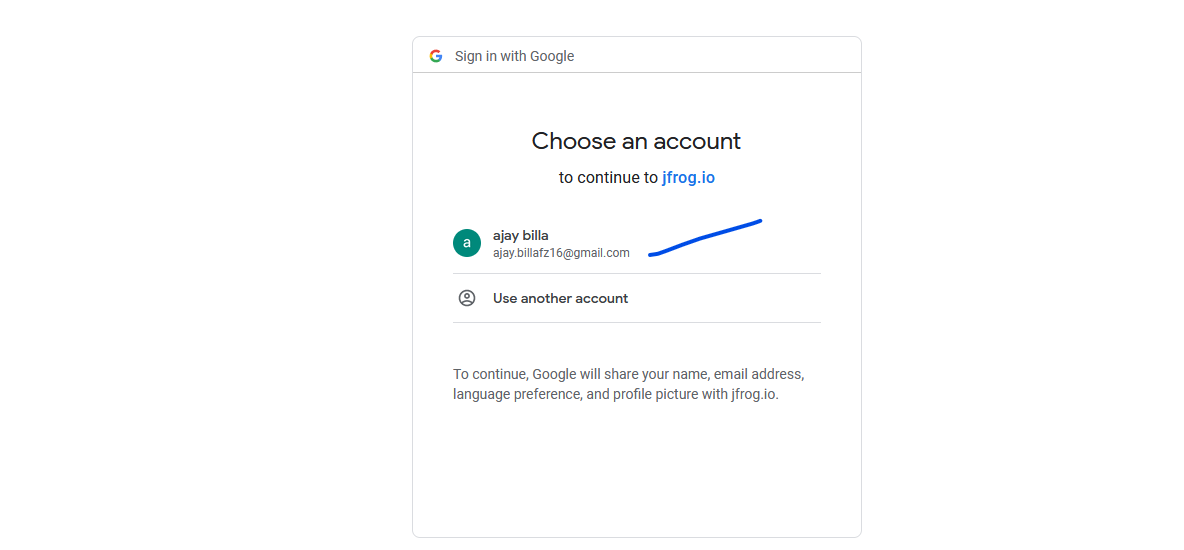 Sign in with Google
Choose an account
to continue to jfrog.io
a
ajay billa
ajay.billafz16@gmail.com
Use another account
To continue, Google will share your name, email address,
language preference, and profile picture with jfrog.io.